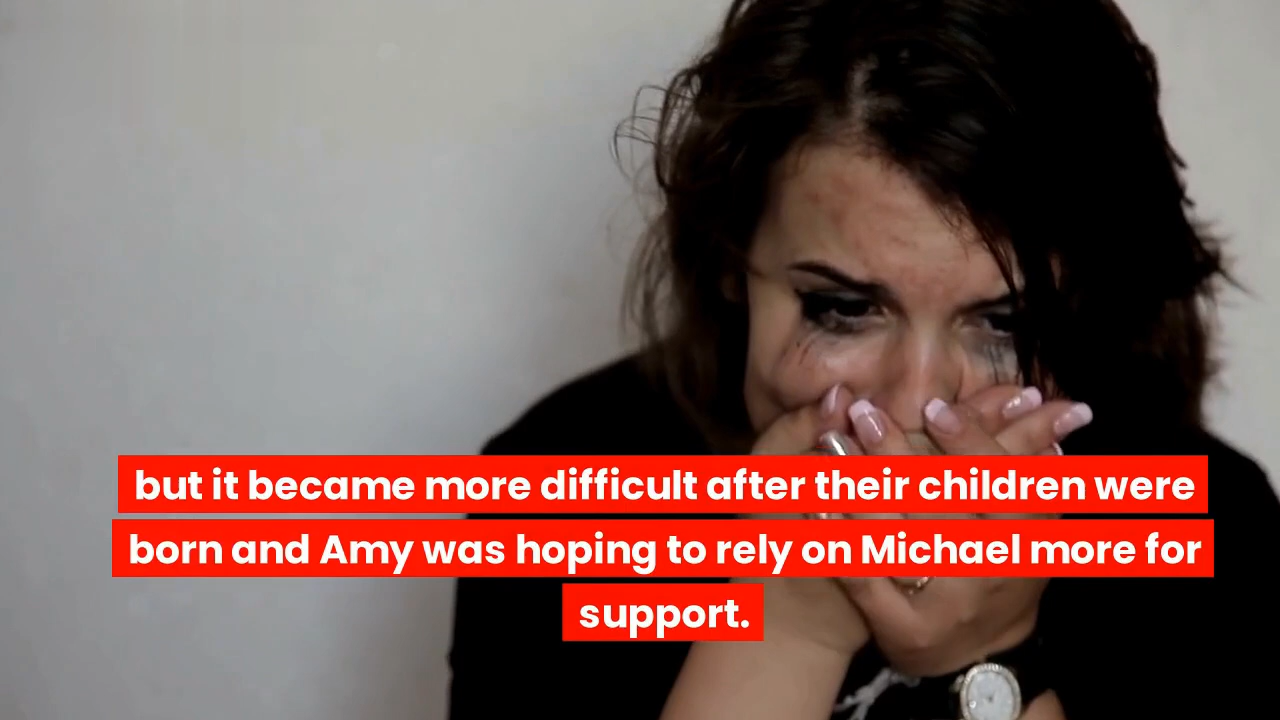 but it became more difficult after their children were
born and Amy was hoping to rely on Michael more for
support.